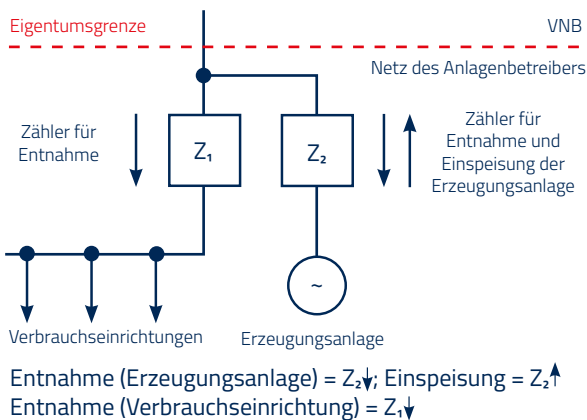 Eigentumsgrenze
VNB
Netz des Anlagenbetreibers
Zähler für
Entnahme
Z₁
Z₂
Zähler für
Entnahme und
Einspeisung der
Erzeugungsanlage
~
Verbrauchseinrichtungen
Erzeugungsanlage
Entnahme (Erzeugungsanlage) = Z₂↓; Einspeisung = Z₂↑
Entnahme (Verbrauchseinrichtung) = Z₁↓